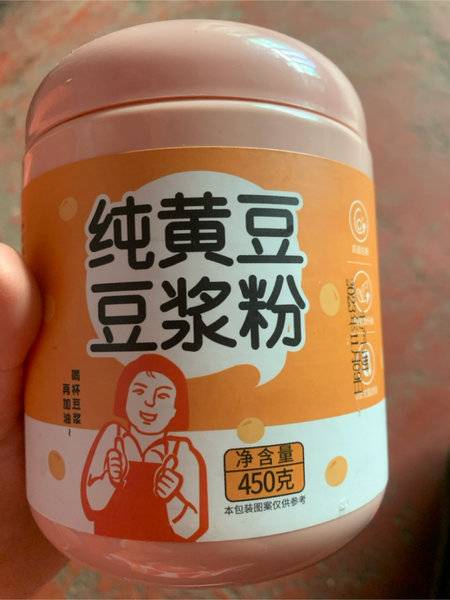 纯黄豆
豆浆粉
喝杯豆浆
再加油~
净含量
450克
本包装图案仅供参考